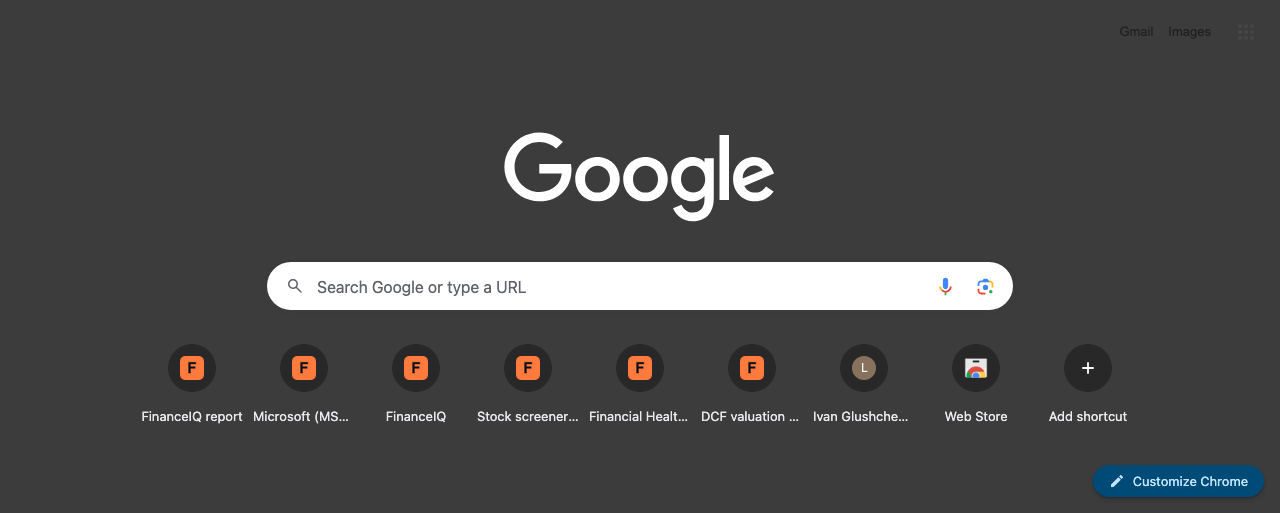 Gmail Images
Google
Search Google or type a URL
F F F F F F L
FinanceIQ report Microsoft (MS... FinanceIQ Stock screener... Financial Healt... DCF valuation ... Ivan Glushche... Web Store Add shortcut
Customize Chrome